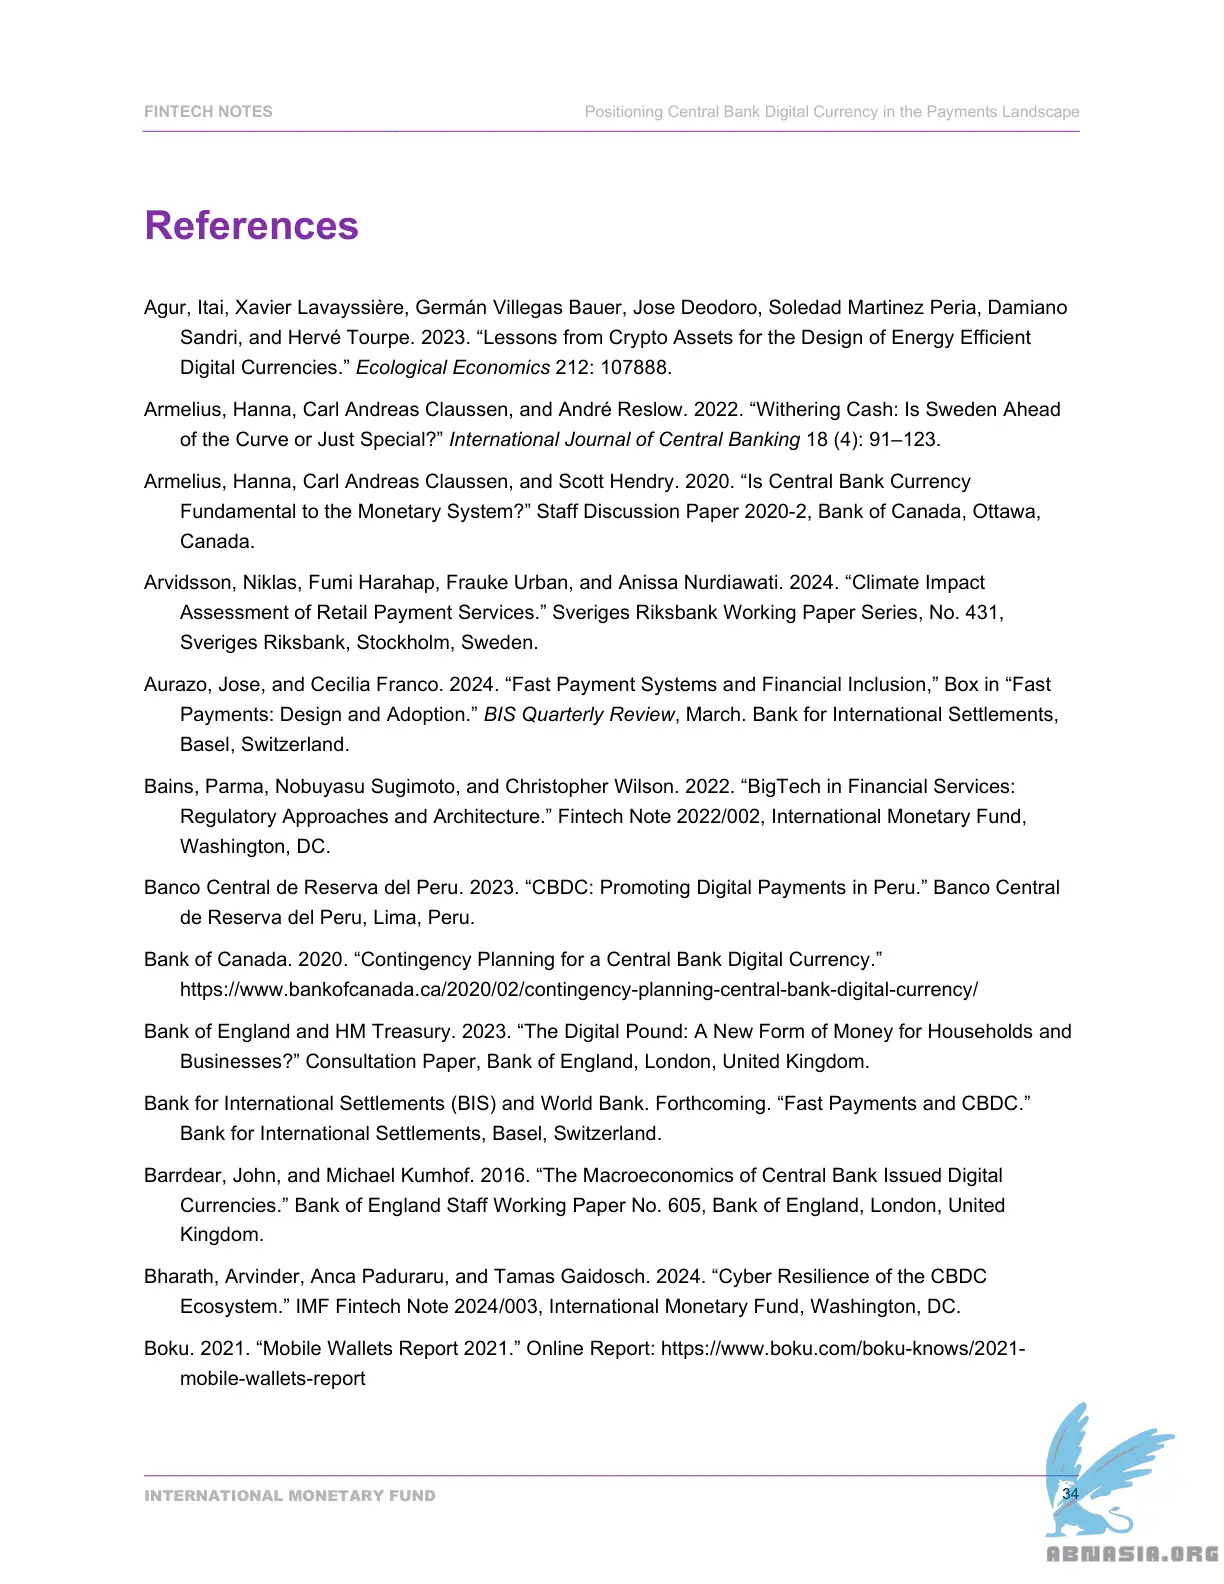 FINTECH NOTES
Positioning Central Bank Digital Currency in the Payments Landscape
References
Agur, Itai, Xavier Lavayssière, Germán Villegas Bauer, Jose Deodoro, Soledad Martinez Peria, Damiano
Sandri, and Hervé Tourpe. 2023. “Lessons from Crypto Assets for the Design of Energy Efficient
Digital Currencies.” Ecological Economics 212: 107888.
Armelius, Hanna, Carl Andreas Claussen, and André Reslow. 2022. “Withering Cash: Is Sweden Ahead
of the Curve or Just Special?” International Journal of Central Banking 18 (4): 91–123.
Armelius, Hanna, Carl Andreas Claussen, and Scott Hendry. 2020. “Is Central Bank Currency
Fundamental to the Monetary System?” Staff Discussion Paper 2020-2, Bank of Canada, Ottawa,
Canada.
Arvidsson, Niklas, Fumi Harahap, Frauke Urban, and Anissa Nurdiawati. 2024. “Climate Impact
Assessment of Retail Payment Services.” Sveriges Riksbank Working Paper Series, No. 431,
Sveriges Riksbank, Stockholm, Sweden.
Aurazo, Jose, and Cecilia Franco. 2024. “Fast Payment Systems and Financial Inclusion,” Box in “Fast
Payments: Design and Adoption.” BIS Quarterly Review, March. Bank for International Settlements,
Basel, Switzerland.
Bains, Parma, Nobuyasu Sugimoto, and Christopher Wilson. 2022. “BigTech in Financial Services:
Regulatory Approaches and Architecture.” Fintech Note 2022/002, International Monetary Fund,
Washington, DC.
Banco Central de Reserva del Peru. 2023. “CBDC: Promoting Digital Payments in Peru.” Banco Central
de Reserva del Peru, Lima, Peru.
Bank of Canada. 2020. “Contingency Planning for a Central Bank Digital Currency.”
https://www.bankofcanada.ca/2020/02/contingency-planning-central-bank-digital-currency/
Bank of England and HM Treasury. 2023. “The Digital Pound: A New Form of Money for Households and
Businesses?” Consultation Paper, Bank of England, London, United Kingdom.
Bank for International Settlements (BIS) and World Bank. Forthcoming. “Fast Payments and CBDC.”
Bank for International Settlements, Basel, Switzerland.
Barrdear, John, and Michael Kumhof. 2016. “The Macroeconomics of Central Bank Issued Digital
Currencies.” Bank of England Staff Working Paper No. 605, Bank of England, London, United
Kingdom.
Bharath, Arvinder, Anca Paduraru, and Tamas Gaidosch. 2024. “Cyber Resilience of the CBDC
Ecosystem.” IMF Fintech Note 2024/003, International Monetary Fund, Washington, DC.
Boku. 2021. “Mobile Wallets Report 2021.” Online Report: https://www.boku.com/boku-knows/2021-
mobile-wallets-report
INTERNATIONAL MONETARY FUND
34
ABNASIA.ORG